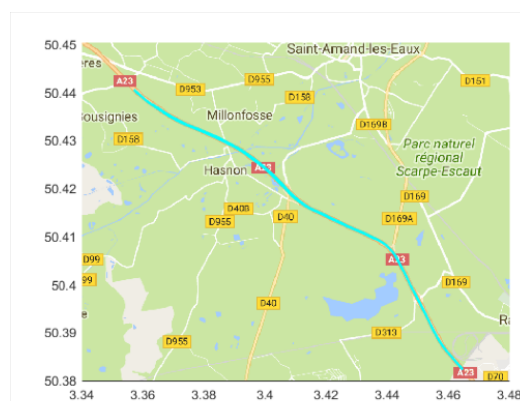 50.45
50.44
50.43
50.42
50.41
50.4
50.39
50.38
3.34
3.36
3.38
3.4
3.42
3.44
3.46
3.48
Saint-Amand-les-Eaux
A23
D955
D953
D158
D151
Millonfosse
D169B
Parc naturel
régional
Scarpe-Escaut
D158
A23
Hasnon
D169
D40B
D40
D955
D169A
A23
D99
D169
D40
D313
D955
A23
D70